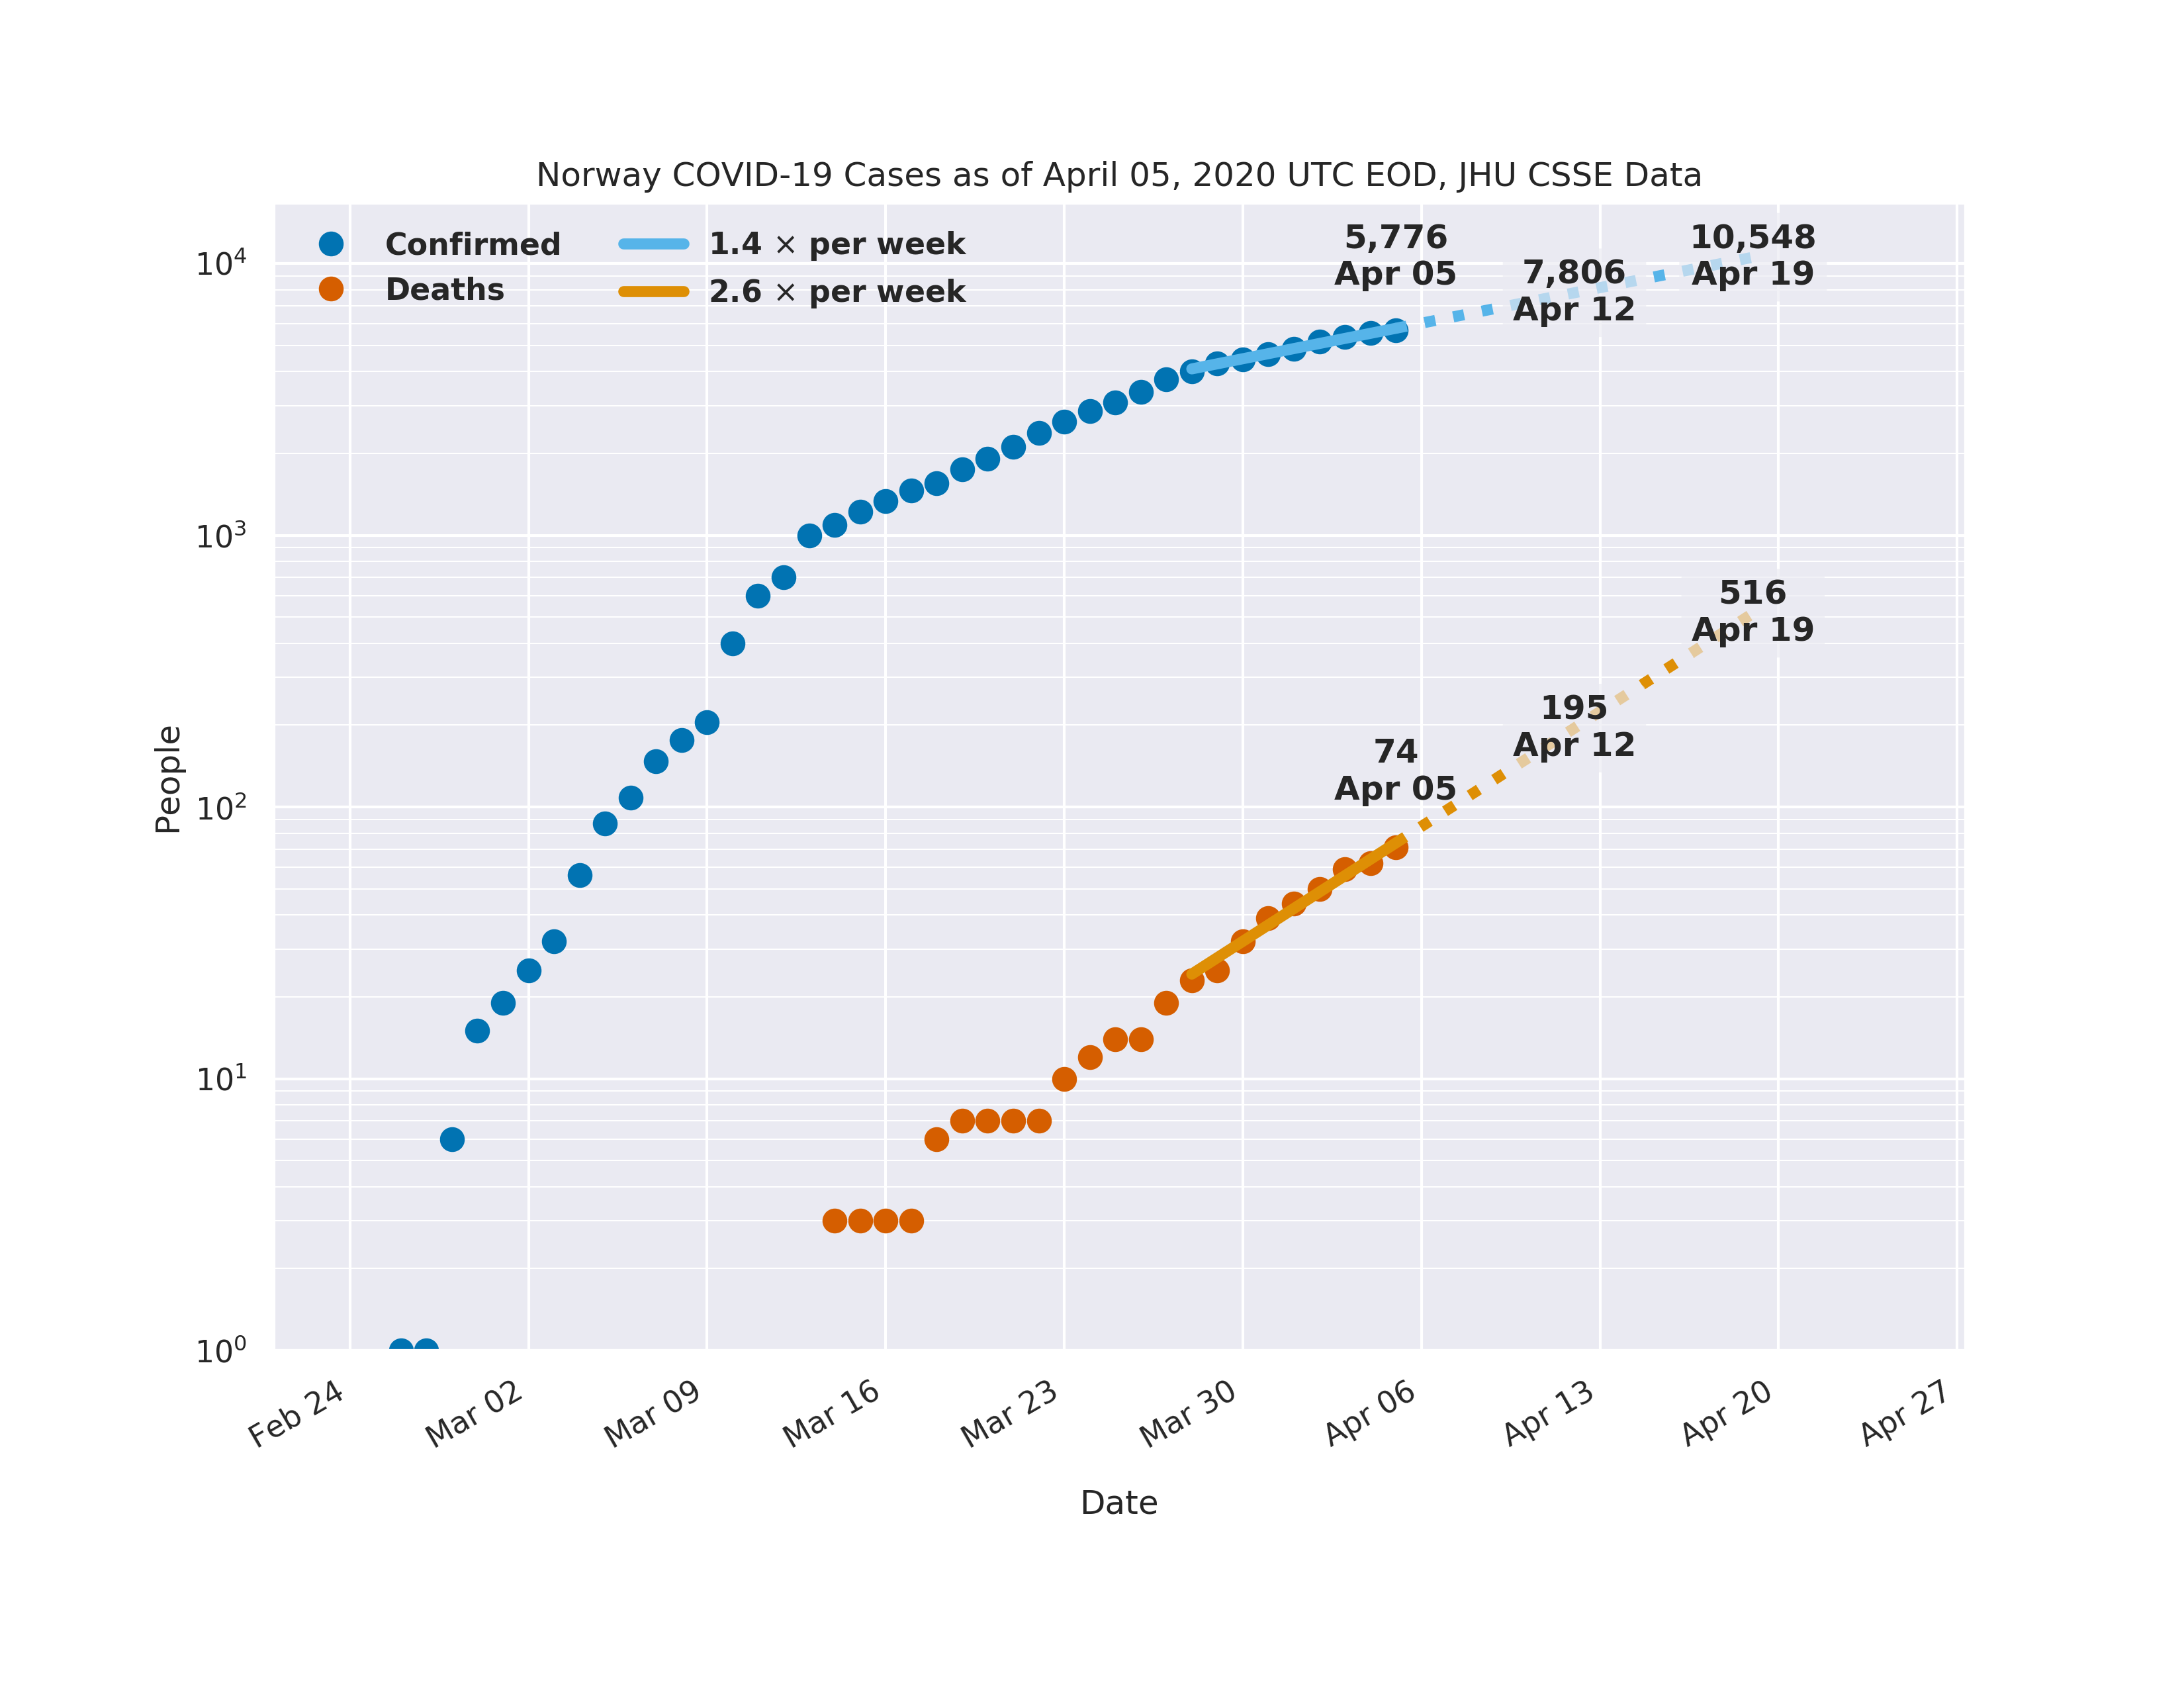 Norway COVID-19 Cases as of April 05, 2020 UTC EOD, JHU CSSE Data
Confirmed
Deaths
1.4 × per week
2.6 × per week
5,776
Apr 05
7,806
Apr 12
10,548
Apr 19
516
Apr 19
195
Apr 12
74
Apr 05
People
10⁴
10³
10²
10¹
10⁰
Feb 24
Mar 02
Mar 09
Mar 16
Mar 23
Mar 30
Apr 06
Apr 13
Apr 20
Apr 27
Date